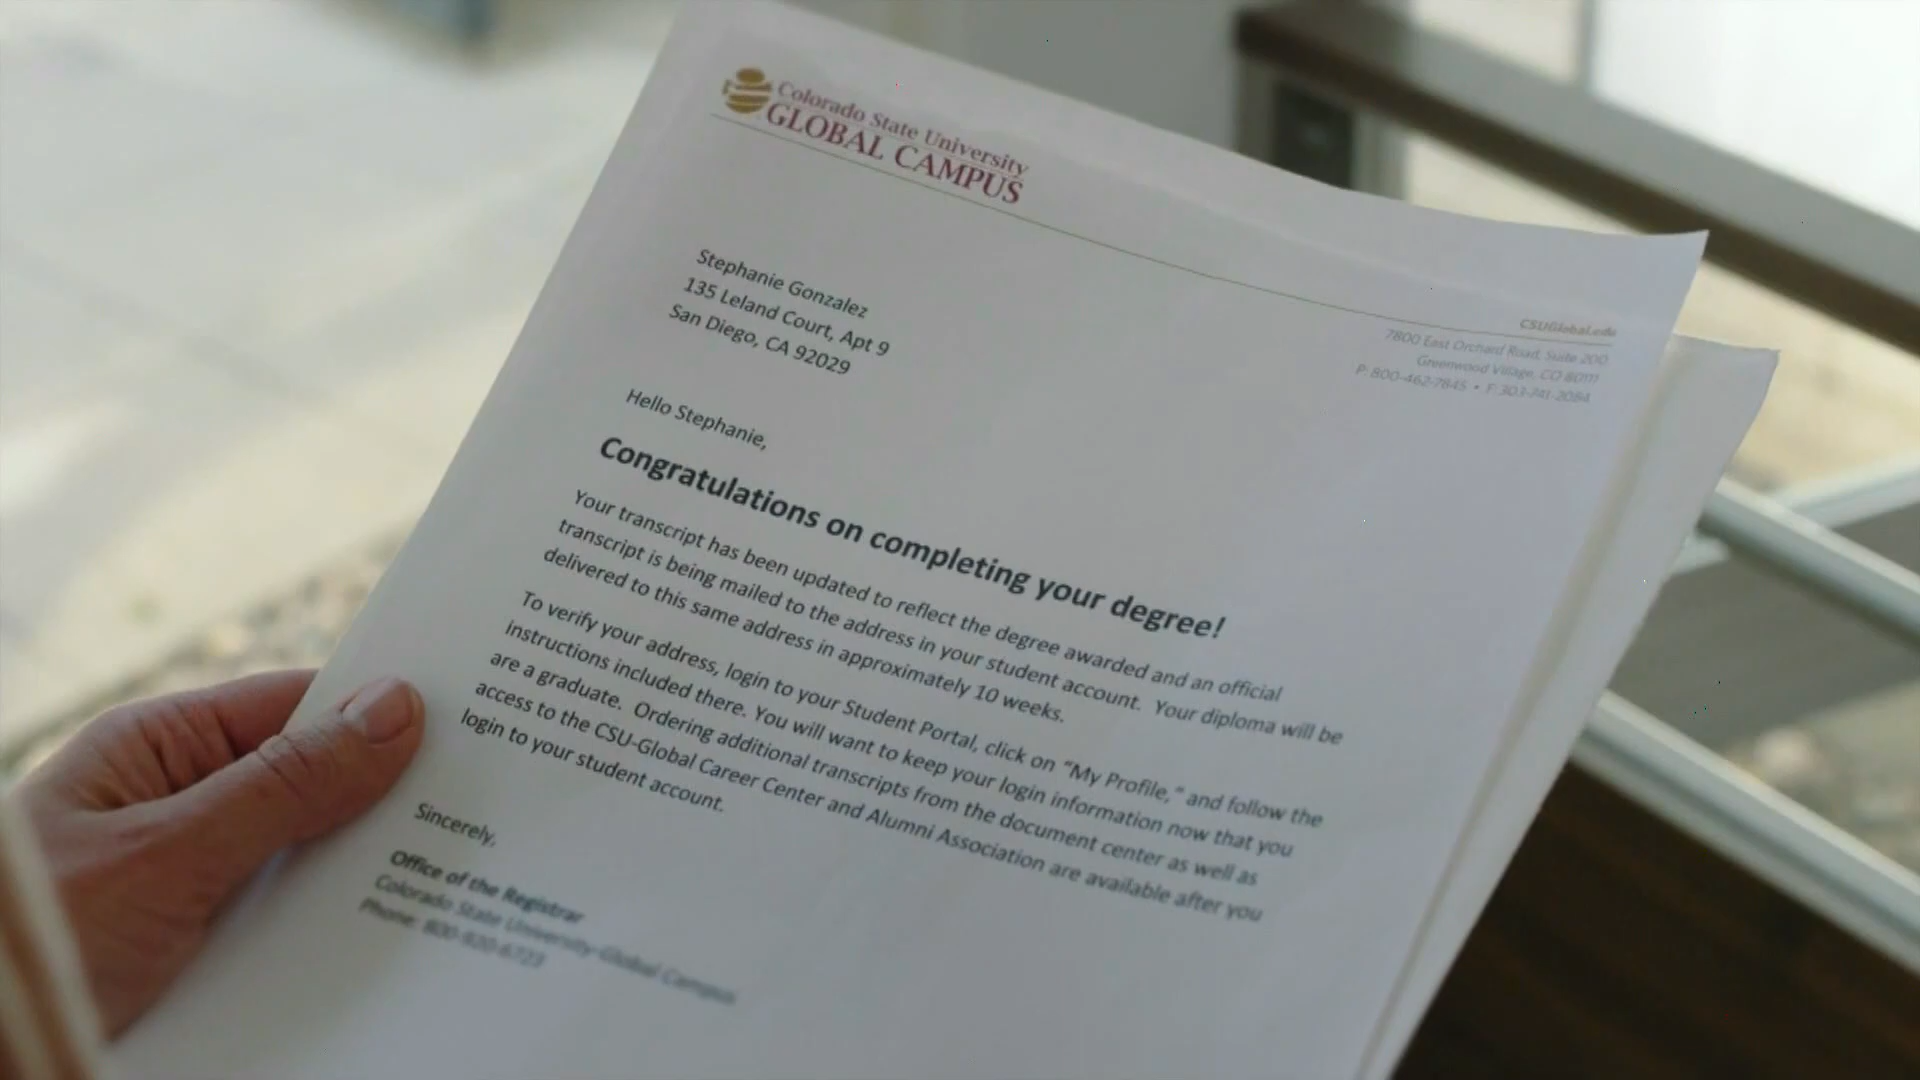 Colorado State University
GLOBAL CAMPUS
CSUGlobal.edu
7800 East Orchard Road, Suite 200
Greenwood Village, CO 80111
P: 800-462-7845 • F: 303-741-2084
Stephanie Gonzalez
135 Leland Court, Apt 9
San Diego, CA 92029
Hello Stephanie,
Congratulations on completing your degree!
Your transcript has been updated to reflect the degree awarded and an official
transcript is being mailed to the address in your student account. Your diploma will be
delivered to this same address in approximately 10 weeks.
To verify your address, login to your Student Portal, click on “My Profile,” and follow the
instructions included there. You will want to keep your login information now that you
are a graduate. Ordering additional transcripts from the document center as well as
access to the CSU-Global Career Center and Alumni Association are available after you
login to your student account.
Sincerely,
Office of the Registrar
Colorado State University-Global Campus
Phone: 800-920-6723